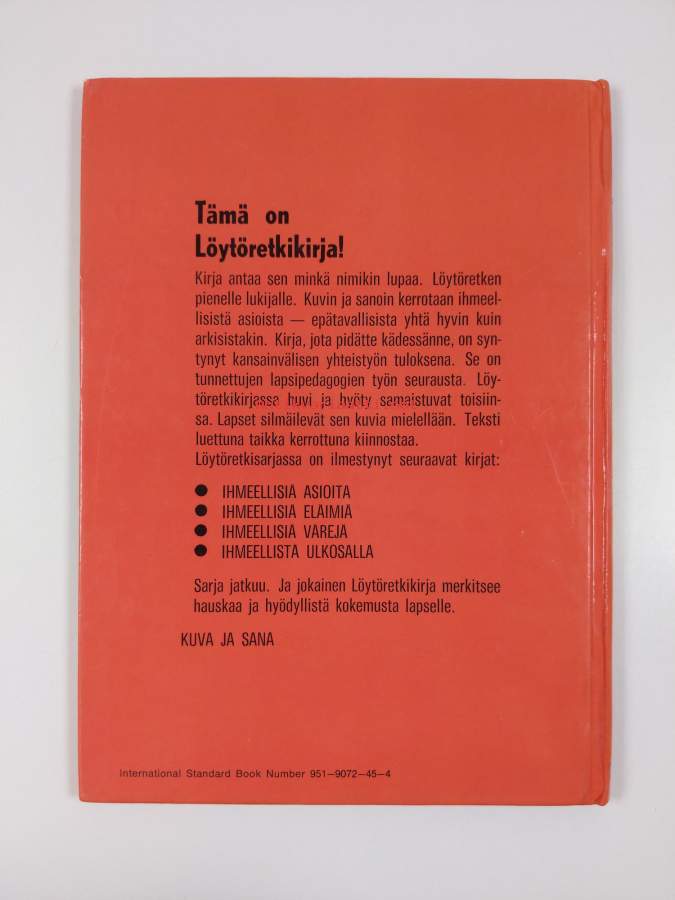 Tämä on
Löytöretkikirja!
Kirja antaa sen minkä nimikin lupaa. Löytöretken
pienelle lukijalle. Kuvin ja sanoin kerrotaan ihmeel-
lisistä asioista — epätavallisista yhtä hyvin kuin
arkisistakin. Kirja, jota pidätte kädessänne, on syn-
tynyt kansainvälisen yhteistyön tuloksena. Se on
tunnettujen lapsipedagogien työn seurausta. Löy-
töretkikirjassa huvi ja hyöty samaistuvat toisiin-
sa. Lapset silmäilevät sen kuvia mielellään. Teksti
luettuna taikka kerrottuna kiinnostaa.
Löytöretkisarjassa on ilmestynyt seuraavat kirjat:
● IHMEELLISIÄ ASIOITA
● IHMEELLISIÄ ELÄIMIÄ
● IHMEELLISIÄ VÄREJÄ
● IHMEELLISTÄ ULKOSALLA
Sarja jatkuu. Ja jokainen Löytöretkikirja merkitsee
hauskaa ja hyödyllistä kokemusta lapselle.
KUVA JA SANA
International Standard Book Number 951—9072—45—4